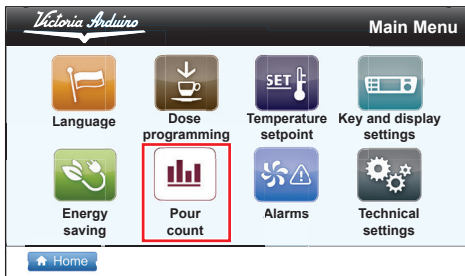 Victoria Arduino
Main Menu
SET
Language
Dose
programming
Temperature
setpoint
Key and display
settings
Energy
saving
Pour
count
Alarms
Technical
settings
Home